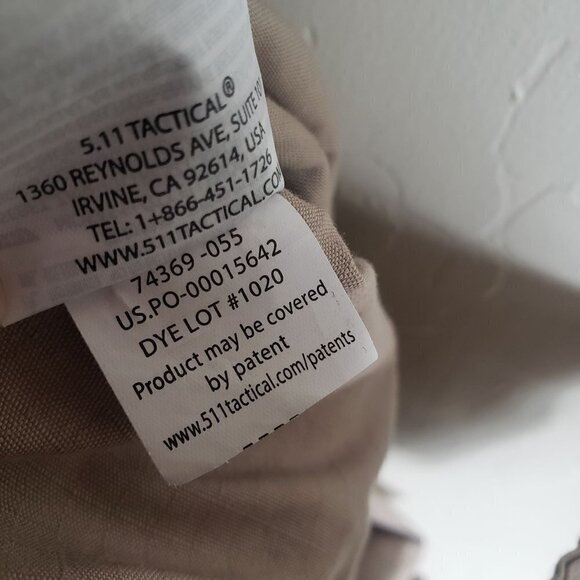 5.11 TACTICAL®
1360 REYNOLDS AVE, SUITE 101
IRVINE, CA 92614, USA
TEL: 1+866-451-1726
WWW.511TACTICAL.COM
74369 -055
US.PO-00015642
DYE LOT #1020
Product may be covered
by patent
www.511tactical.com/patents